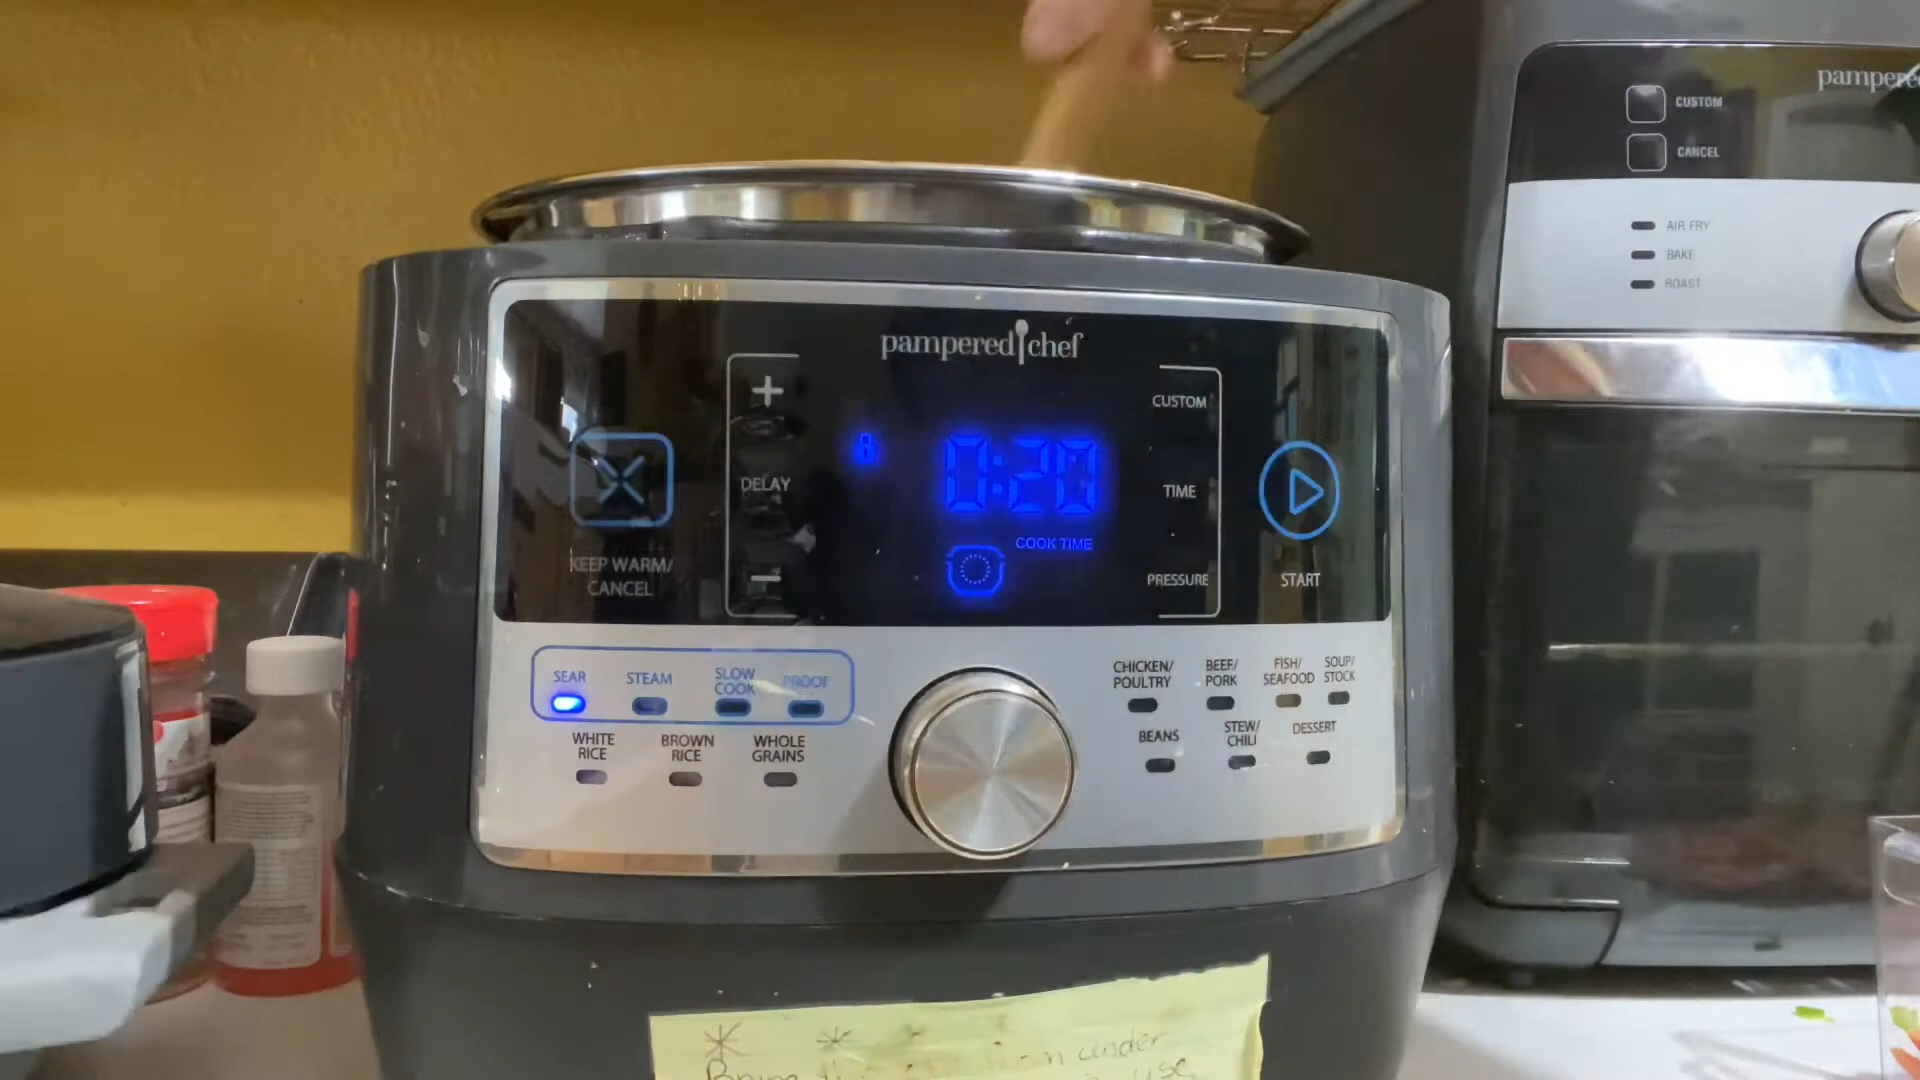 pampered chef
+
DELAY
−
KEEP WARM/
CANCEL
0:20
COOK TIME
CUSTOM
TIME
PRESSURE
START
SEAR
STEAM
SLOW
COOK
PROOF
WHITE
RICE
BROWN
RICE
WHOLE
GRAINS
CHICKEN/
POULTRY
BEEF/
PORK
FISH/
SEAFOOD
SOUP/
STOCK
BEANS
STEW/
CHILI
DESSERT
CUSTOM
CANCEL
AIR FRY
BAKE
ROAST
under
use